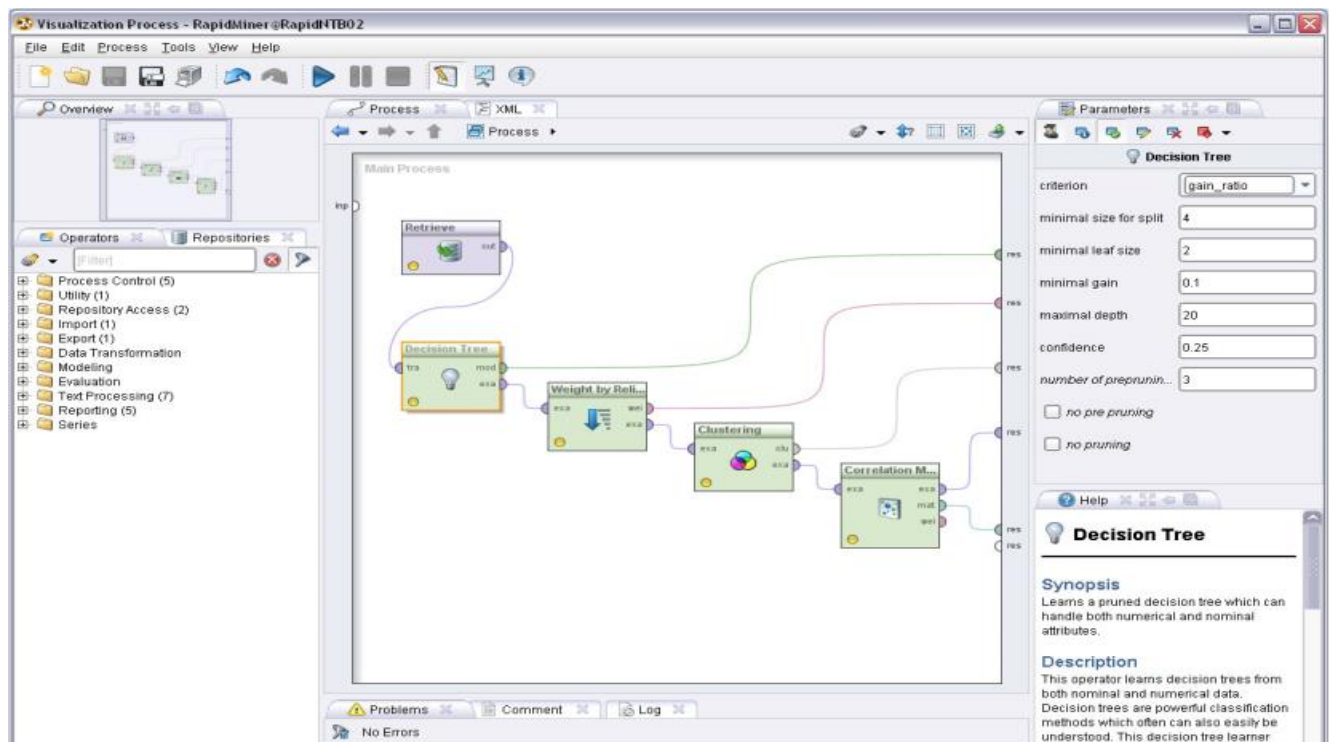 Visualization Process - RapidMiner@RapidNTB02
File Edit Process Tools View Help
Overview
Process
XML
Parameters
Process
Decision Tree
Main Process
inp
criterion
gain_ratio
minimal size for split
4
minimal leaf size
2
minimal gain
0.1
maximal depth
20
confidence
0.25
number of preprunin...
3
no pre pruning
no pruning
Operators
Repositories
[Filter]
Process Control (5)
Utility (1)
Repository Access (2)
Import (1)
Export (1)
Data Transformation
Modeling
Evaluation
Text Processing (7)
Reporting (5)
Series
Retrieve
out
res
res
Decision Tree
tra
mod
exa
res
Weight by Reli...
exa
wei
exa
Clustering
exa
clu
exa
res
Correlation M...
exa
exa
mat
wei
res
res
Help
Decision Tree
Synopsis
Learns a pruned decision tree which can
handle both numerical and nominal
attributes.
Description
This operator learns decision trees from
both nominal and numerical data.
Decision trees are powerful classification
methods which often can also easily be
understood. This decision tree learner
Problems
Comment
Log
No Errors